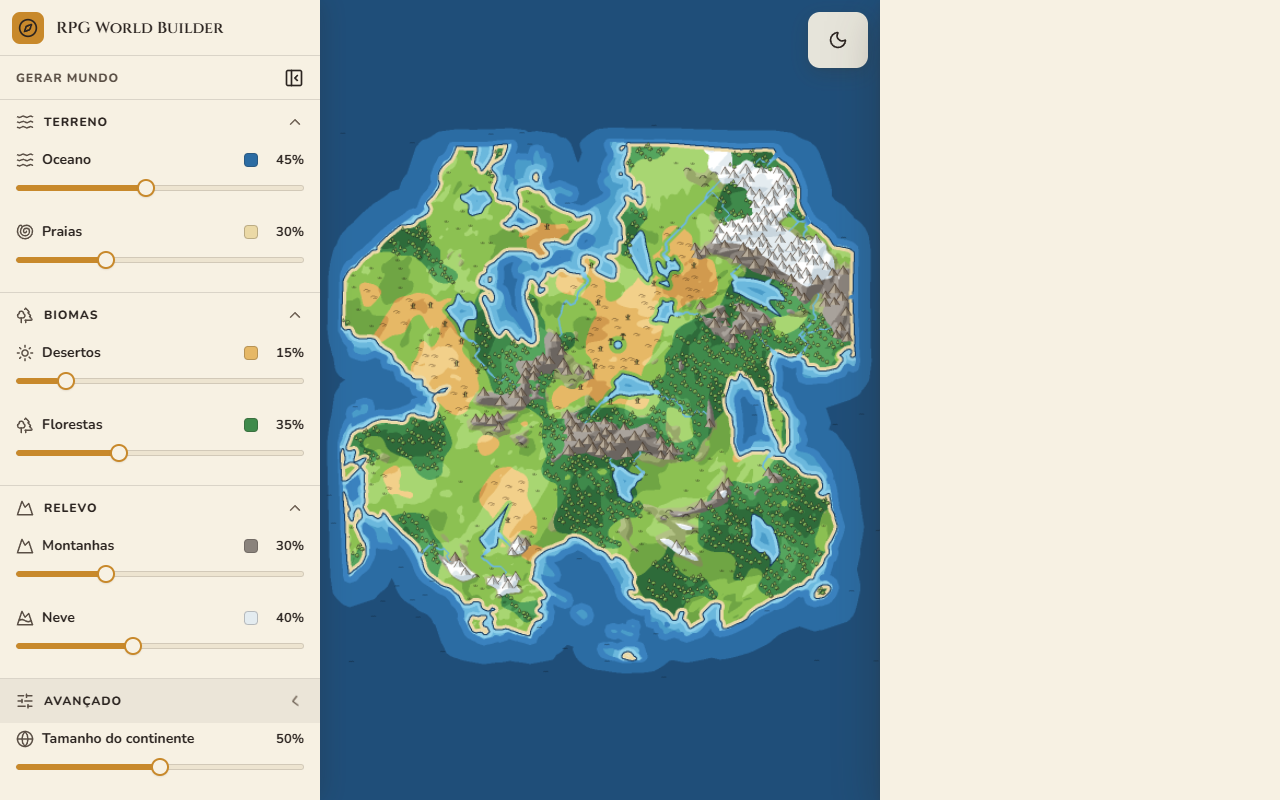 RPG World Builder
GERAR MUNDO
TERRENO
Oceano 45%
Praias 30%
BIOMAS
Desertos 15%
Florestas 35%
RELEVO
Montanhas 30%
Neve 40%
AVANÇADO
Tamanho do continente 50%